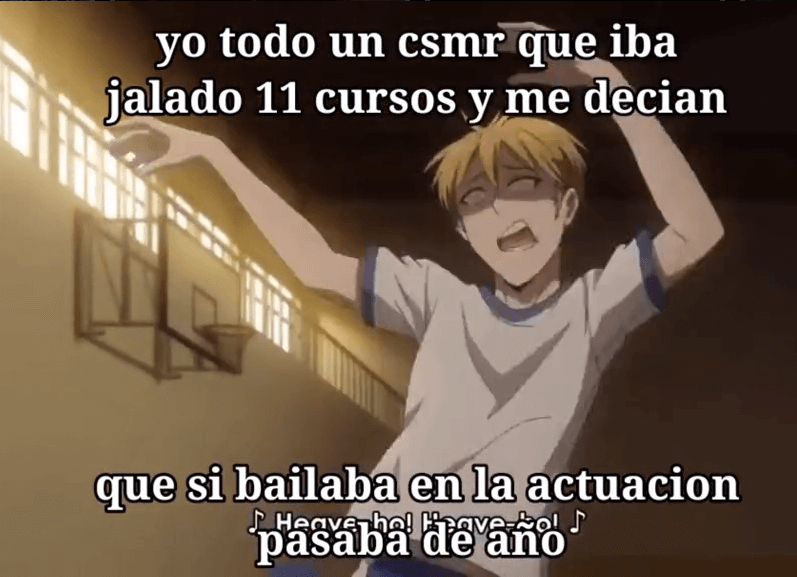 yo todo un csmr que iba
jalado 11 cursos y me decian
que si bailaba en la actuacion
♪ Heave-ho! Heave-ho! ♪
pasaba de año